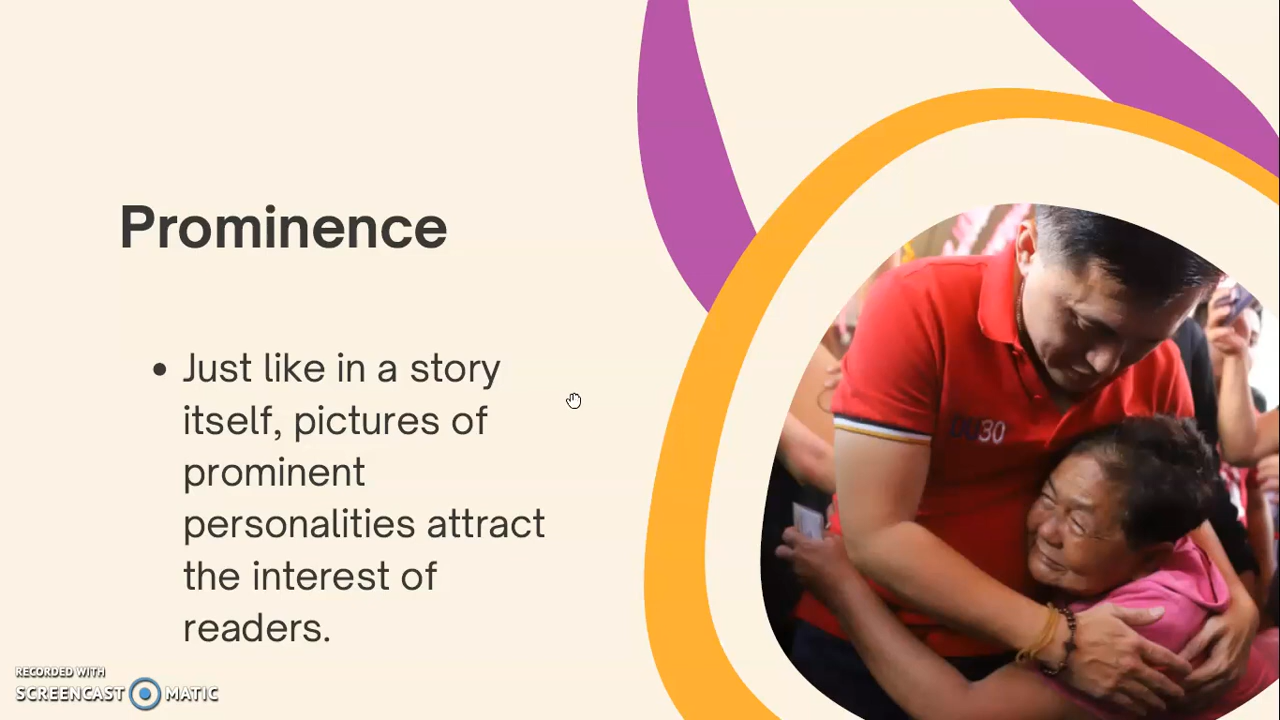 Prominence
• Just like in a story
itself, pictures of
prominent
personalities attract
the interest of
readers.
DU30
RECORDED WITH
SCREENCAST MATIC